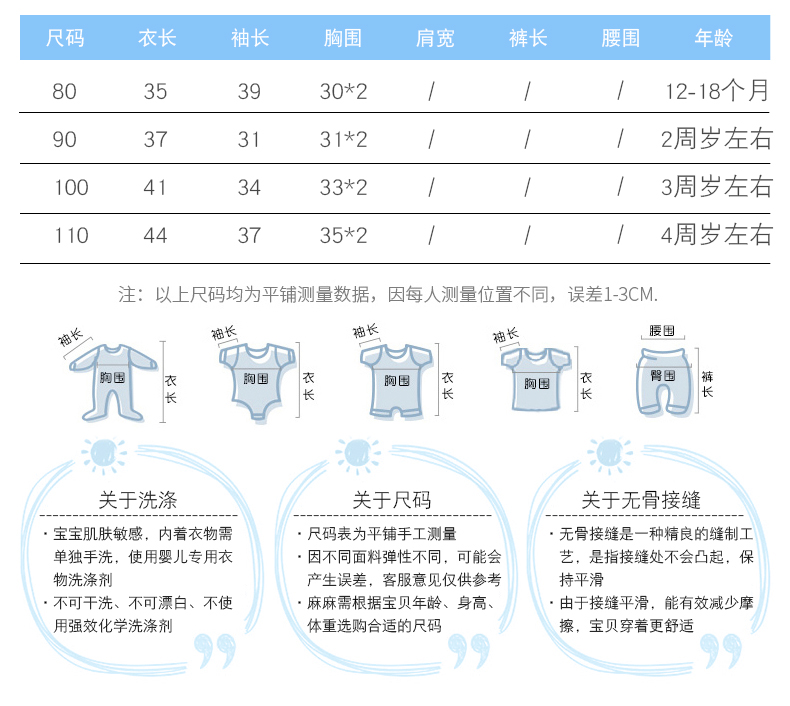 尺码 衣长 袖长 胸围 肩宽 裤长 腰围 年龄
80 35 39 30*2 / / / 12-18个月
90 37 31 31*2 / / / 2周岁左右
100 41 34 33*2 / / / 3周岁左右
110 44 37 35*2 / / / 4周岁左右
注：以上尺码均为平铺测量数据，因每人测量位置不同，误差1-3CM.
袖长 胸围 衣长
袖长 胸围 衣长
袖长 胸围 衣长
袖长 胸围 衣长
腰围 臀围 裤长
关于洗涤
·宝宝肌肤敏感，内着衣物需
单独手洗，使用婴儿专用衣
物洗涤剂
·不可干洗、不可漂白、不使
用强效化学洗涤剂
关于尺码
·尺码表为平铺手工测量
·因不同面料弹性不同，可能会
产生误差，客服意见仅供参考
·麻麻需根据宝贝年龄、身高、
体重选购合适的尺码
关于无骨接缝
·无骨接缝是一种精良的缝制工
艺，是指接缝处不会凸起，保
持平滑
·由于接缝平滑，能有效减少摩
擦，宝贝穿着更舒适